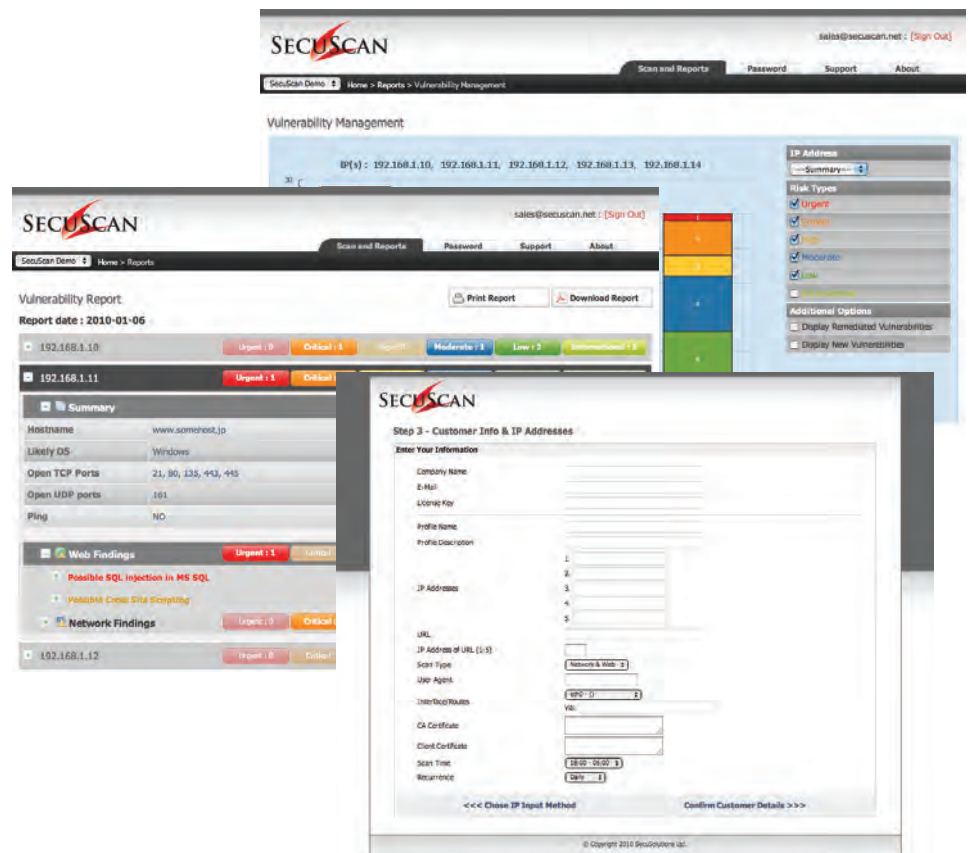 SECUSCAN
sales@secuscan.net : [Sign Out]
Scan and Reports Password Support About
SecuScan Demo Home > Reports > Vulnerability Management
Vulnerability Management
IP(s) : 192.168.1.10, 192.168.1.11, 192.168.1.12, 192.168.1.13, 192.168.1.14
30
IP Address
---Summary---
Risk Types
Urgent
Critical
High
Moderate
Low
Additional Options
Display Remediated Vulnerabilities
Display New Vulnerabilities
SECUSCAN
sales@secuscan.net : [Sign Out]
Scan and Reports Password Support About
SecuScan Demo Home > Reports
Vulnerability Report
Print Report Download Report
Report date : 2010-01-06
192.168.1.10 Urgent : 0 Critical : 1 Moderate : 1 Low : 2
192.168.1.11 Urgent : 1 Critical :
Summary
Hostname www.somehost.jp
Likely OS Windows
Open TCP Ports 21, 80, 135, 443, 445
Open UDP ports 161
Ping NO
Web Findings Urgent : 1
Possible SQL injection in MS SQL
Possible Cross Site Scripting
Network Findings Urgent : 0 Critical :
192.168.1.12 Urgent : 0
SECUSCAN
Step 3 - Customer Info & IP Addresses
Enter Your Information
Company Name
E-Mail
License Key
Profile Name
Profile Description
IP Addresses
1.
2.
3.
4.
5.
URL
IP Address of URL (1-5)
Scan Type Network & Web
User Agent
Interface/Routes
via:
CA Certificate
Client Certificate
Scan Time 18:00 - 06:00
Recurrence Daily
<<< Chose IP Input Method Confirm Customer Details >>>
© Copyright 2010 SecuSolutions Ltd.